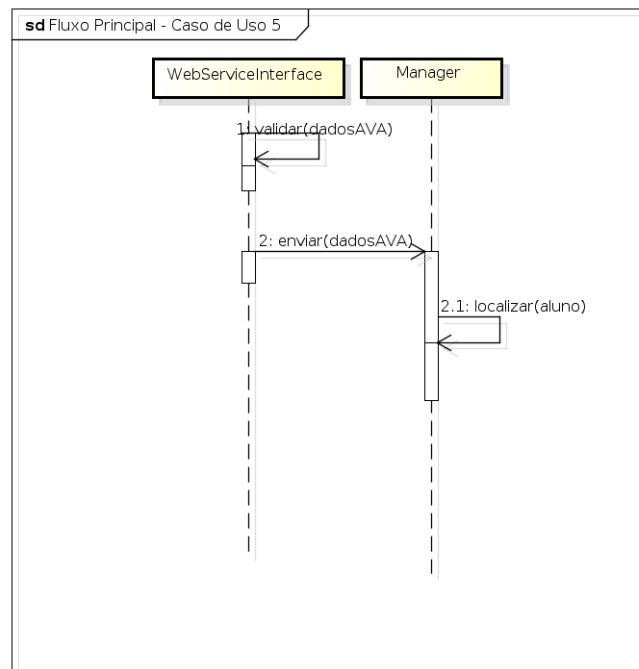 sd Fluxo Principal - Caso de Uso 5
WebServiceInterface
Manager
1: validar(dadosAVA)
2: enviar(dadosAVA)
2.1: localizar(aluno)